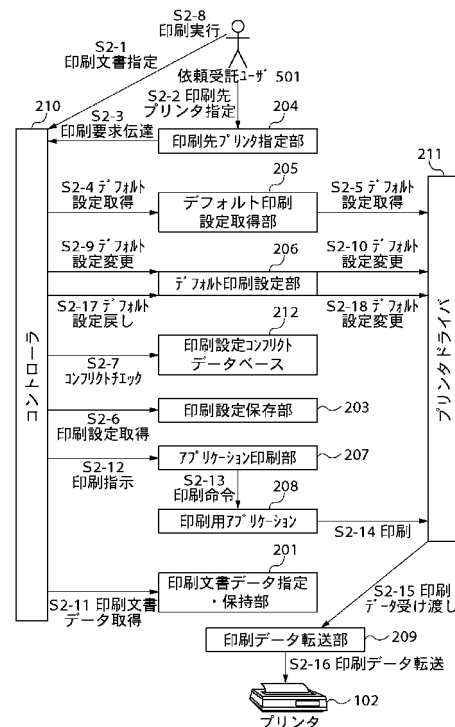 S2-8
印刷実行
S2-1
印刷文書指定
依頼受託ﾕｰｻﾞ 501
S2-2 印刷先
プリンタ指定
210
S2-3
印刷要求伝達
204
印刷先ﾌﾟﾘﾝﾀ指定部
211
S2-4 ﾃﾞﾌｫﾙﾄ
設定取得
205
デフォルト印刷
設定取得部
S2-5 ﾃﾞﾌｫﾙﾄ
設定取得
S2-9 ﾃﾞﾌｫﾙﾄ
設定変更
206
ﾃﾞﾌｫﾙﾄ印刷設定部
S2-10 ﾃﾞﾌｫﾙﾄ
設定変更
S2-17 ﾃﾞﾌｫﾙﾄ
設定戻し
212
印刷設定ｺﾝﾌﾘｸﾄ
データベース
S2-18 ﾃﾞﾌｫﾙﾄ
設定変更
コントローラ
プリンタドライバ
S2-7
ｺﾝﾌﾘｸﾄﾁｴｯｸ
印刷設定保存部
203
S2-6
印刷設定取得
S2-12
印刷指示
ｱﾌﾟﾘｹｰｼｮﾝ印刷部
207
S2-13
印刷命令
208
印刷用ｱﾌﾟﾘｹｰｼｮﾝ
S2-14 印刷
201
印刷文書データ指定
・保持部
S2-11 印刷文書
データ取得
S2-15 印刷
データ受け渡し
印刷データ転送部
209
S2-16 印刷データ転送
102
プリンタ